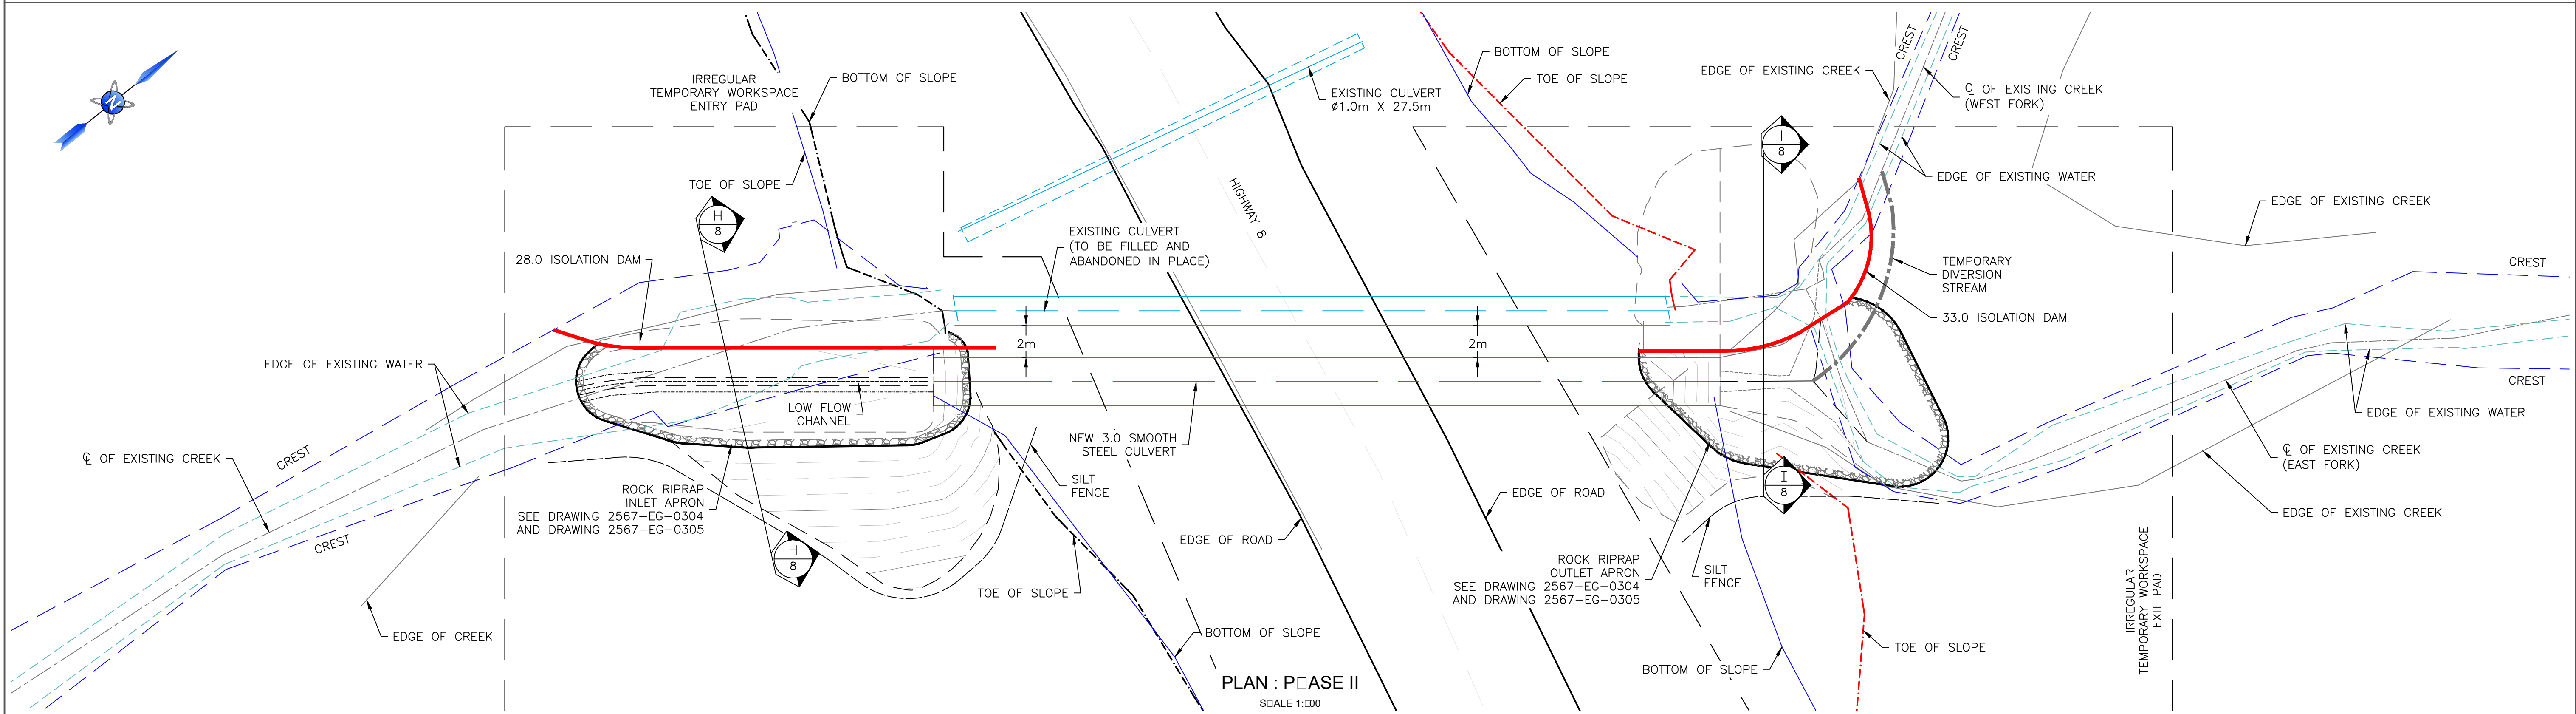 IRREGULAR
TEMPORARY WORKSPACE
ENTRY PAD
BOTTOM OF SLOPE
N
TOE OF SLOPE
H
8
28.0 ISOLATION DAM
EXISTING CULVERT
Ø1.0m X 27.5m
EXISTING CULVERT
(TO BE FILLED AND
ABANDONED IN PLACE)
HIGHWAY 8
BOTTOM OF SLOPE
TOE OF SLOPE
EDGE OF EXISTING CREEK
CREST
CREST
℄ OF EXISTING CREEK
(WEST FORK)
I
8
EDGE OF EXISTING WATER
EDGE OF EXISTING CREEK
TEMPORARY
DIVERSION
STREAM
33.0 ISOLATION DAM
CREST
CREST
2m
2m
EDGE OF EXISTING WATER
LOW FLOW
CHANNEL
NEW 3.0 SMOOTH
STEEL CULVERT
EDGE OF EXISTING WATER
℄ OF EXISTING CREEK
(EAST FORK)
EDGE OF EXISTING CREEK
℄ OF EXISTING CREEK
CREST
CREST
ROCK RIPRAP
INLET APRON
SEE DRAWING 2567-EG-0304
AND DRAWING 2567-EG-0305
H
8
SILT
FENCE
EDGE OF ROAD
EDGE OF ROAD
I
8
ROCK RIPRAP
OUTLET APRON
SEE DRAWING 2567-EG-0304
AND DRAWING 2567-EG-0305
SILT
FENCE
TOE OF SLOPE
EDGE OF CREEK
BOTTOM OF SLOPE
BOTTOM OF SLOPE
TOE OF SLOPE
IRREGULAR
TEMPORARY WORKSPACE
EXIT PAD
PLAN : P□ASE II
S□ALE 1:□00